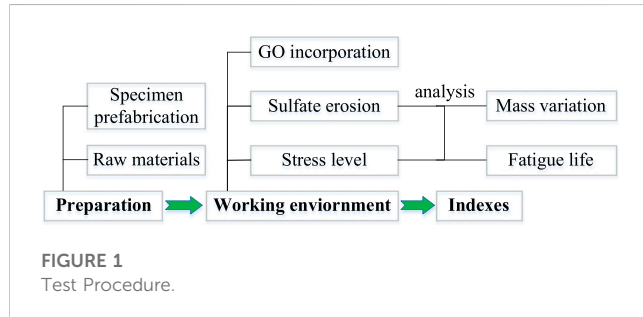 GO incorporation
Specimen
prefabrication
Sulfate erosion
analysis
Mass variation
Raw materials
Stress level
Fatigue life
Preparation
Working enviornment
Indexes
FIGURE 1
Test Procedure.